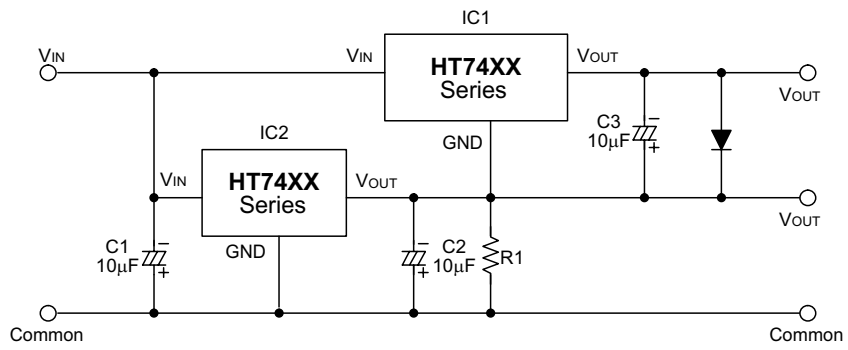 IC1
VIN
VIN
HT74XX
Series
VOUT
VOUT
GND
C3
10µF
−
+
IC2
VIN
HT74XX
Series
VOUT
VOUT
GND
C1
10µF
−
+
C2
10µF
−
+
R1
Common
Common